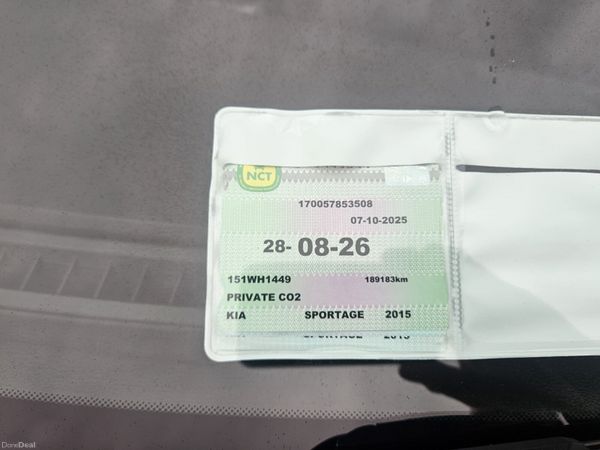 NCT
170057853508
07-10-2025
28- 08-26
151WH1449 189183km
PRIVATE CO2
KIA SPORTAGE 2015
DoneDeal